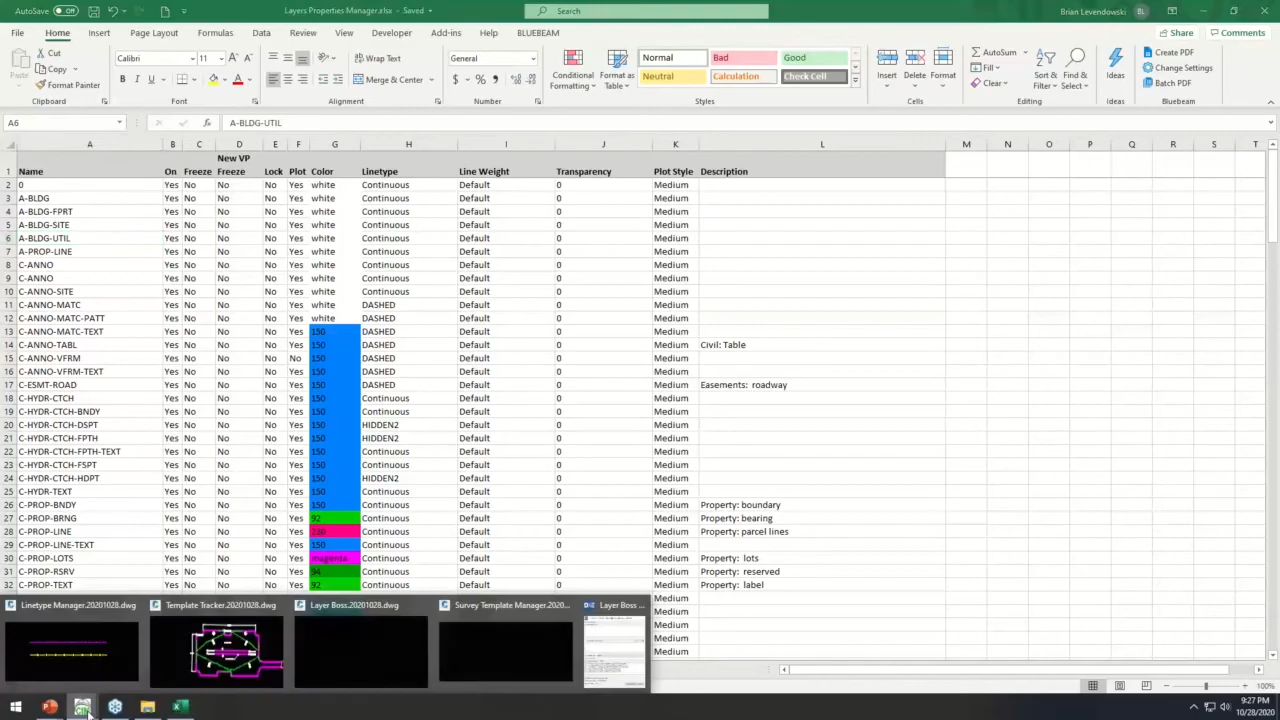 AutoSave Off Layers Properties Manager.xlsx - Saved Search Brian Levendowski BL
File Home Insert Page Layout Formulas Data Review View Developer Add-ins Help BLUEBEAM Share Comments
Paste Cut Copy Format Painter Calibri 11 Wrap Text Merge & Center General Conditional Formatting Format as Table Normal Bad Good Neutral Calculation Check Cell Insert Delete Format AutoSum Fill Clear Sort & Filter Find & Select Ideas Create PDF Change Settings Batch PDF
Clipboard Font Alignment Number Styles Cells Editing Ideas Bluebeam
A6 A-BLDG-UTIL
A B C D E F G H I J K L M N O P Q R S T
1 Name On Freeze New VP Freeze Lock Plot Color Linetype Line Weight Transparency Plot Style Description
2 0 Yes No No No Yes white Continuous Default 0 Medium
3 A-BLDG Yes No No No Yes white Continuous Default 0 Medium
4 A-BLDG-FPRT Yes No No No Yes white Continuous Default 0 Medium
5 A-BLDG-SITE Yes No No No Yes white Continuous Default 0 Medium
6 A-BLDG-UTIL Yes No No No Yes white Continuous Default 0 Medium
7 A-PROP-LINE Yes No No No Yes white Continuous Default 0 Medium
8 C-ANNO Yes No No No Yes white Continuous Default 0 Medium
9 C-ANNO Yes No No No Yes white Continuous Default 0 Medium
10 C-ANNO-SITE Yes No No No Yes white Continuous Default 0 Medium
11 C-ANNO-MATC Yes No No No Yes white DASHED Default 0 Medium
12 C-ANNO-MATC-PATT Yes No No No Yes white DASHED Default 0 Medium
13 C-ANNO-MATC-TEXT Yes No No No Yes 150 DASHED Default 0 Medium
14 C-ANNO-TABL Yes No No No Yes 150 DASHED Default 0 Medium Civil: Table
15 C-ANNO-VFRM Yes No No No No 150 DASHED Default 0 Medium
16 C-ANNO-VFRM-TEXT Yes No No No Yes 150 DASHED Default 0 Medium
17 C-ESMT-ROAD Yes No No No Yes 150 DASHED Default 0 Medium Easements: roadway
18 C-HYDR-CTCH Yes No No No Yes 150 Continuous Default 0 Medium
19 C-HYDR-CTCH-BNDY Yes No No No Yes 150 Continuous Default 0 Medium
20 C-HYDR-CTCH-DSPT Yes No No No Yes 150 HIDDEN2 Default 0 Medium
21 C-HYDR-CTCH-FPTH Yes No No No Yes 150 HIDDEN2 Default 0 Medium
22 C-HYDR-CTCH-FPTH-TEXT Yes No No No Yes 150 Continuous Default 0 Medium
23 C-HYDR-CTCH-FSPT Yes No No No Yes 150 Continuous Default 0 Medium
24 C-HYDR-CTCH-HDPT Yes No No No Yes 150 HIDDEN2 Default 0 Medium
25 C-HYDR-TEXT Yes No No No Yes 150 Continuous Default 0 Medium
26 C-PROP-BNDY Yes No No No Yes 150 Continuous Default 0 Medium Property: boundary
27 C-PROP-BRNG Yes No No No Yes 92 Continuous Default 0 Medium Property: bearing
28 C-PROP-LINE Yes No No No Yes 230 Continuous Default 0 Medium Property: parcel lines
29 C-PROP-LINE-TEXT Yes No No No Yes 150 Continuous Default 0 Medium
30 C-PROP-LOTS Yes No No No Yes magenta Continuous Default 0 Medium Property: lots
31 C-PROP-RSRV Yes No No No Yes 94 Continuous Default 0 Medium Property: reserved
32 C-PROP-TEXT Yes No No No Yes 92 Continuous Default 0 Medium Property: label
Medium
Medium
Medium
Medium
Medium
Linetype Manager.20201028.dwg Template Tracker.20201028.dwg Layer Boss.20201028.dwg Survey Template Manager.2020... Layer Boss ...
100%
9:27 PM
10/28/2020